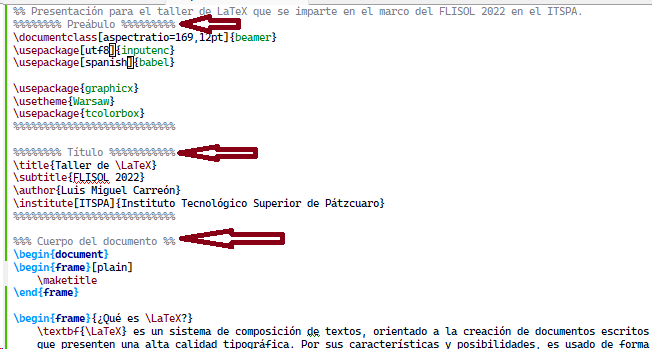 %% Presentación para el taller de LaTeX que se imparte en el marco del FLISOL 2022 en el ITSPA.
%%%%%%%% Preábulo %%%%%%%%%
\documentclass[aspectratio=169,12pt]{beamer}
\usepackage[utf8]{inputenc}
\usepackage[spanish]{babel}

\usepackage{graphicx}
\usetheme{Warsaw}
\usepackage{tcolorbox}
%%%%%%%%%%%%%%%%%%%%%%%%%%%

%%%%%%%% Título %%%%%%%%%%%
\title{Taller de \LaTeX}
\subtitle{FLISOL 2022}
\author{Luis Miguel Carreón}
\institute[ITSPA]{Instituto Tecnológico Superior de Pátzcuaro}
%%%%%%%%%%%%%%%%%%%%%%%%%%%

%%% Cuerpo del documento %%
\begin{document}
\begin{frame}[plain]
    \maketitle
\end{frame}

\begin{frame}{¿Qué es \LaTeX?}
    \textbf{\LaTeX} es un sistema de composición de textos, orientado a la creación de documentos escritos
    que presenten una alta calidad tipográfica. Por sus características y posibilidades, es usado de forma